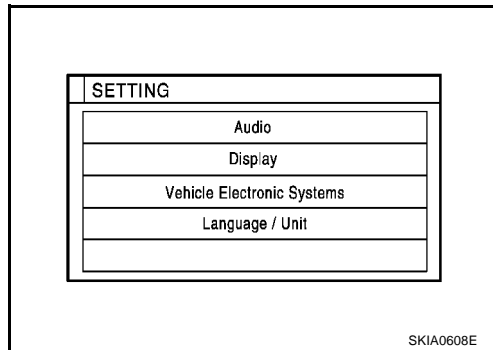 SETTING
Audio
Display
Vehicle Electronic Systems
Language / Unit
SKIA0608E